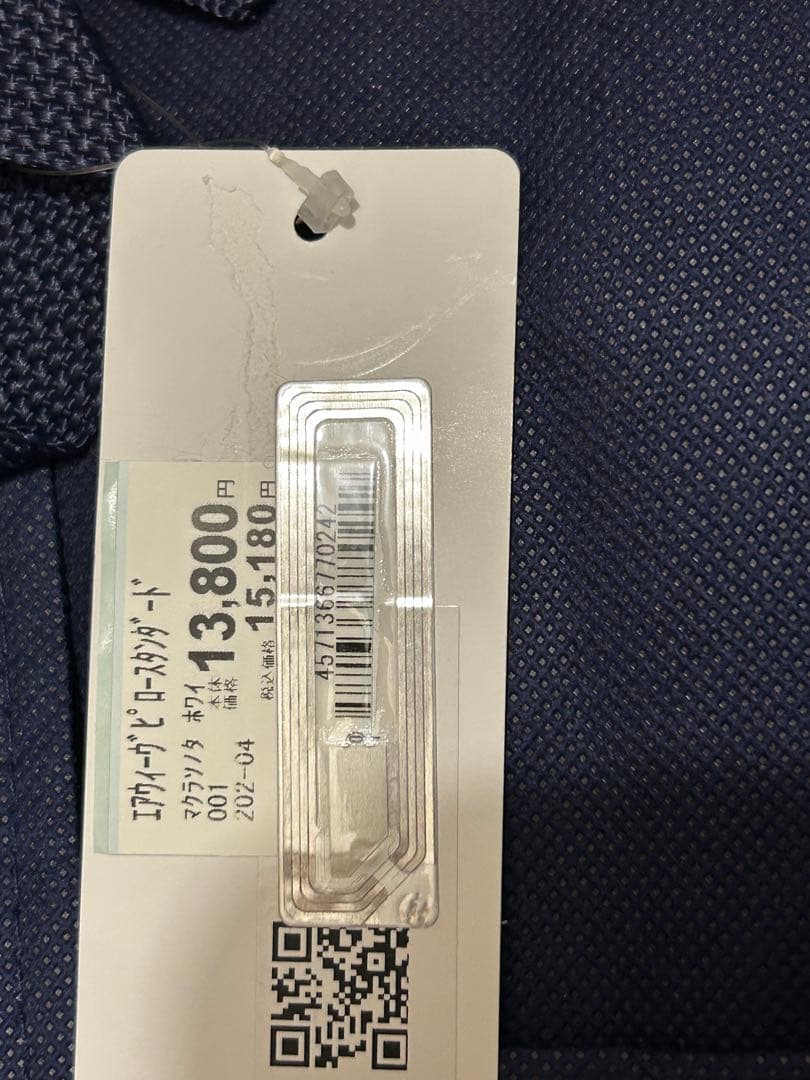 ｴｱｳｨｰｳﾞﾋﾟﾛｰｽﾀﾝﾀﾞｰﾄﾞ
ﾏｸﾗｿﾉﾀ ﾎﾜｲ
001
202-04
本体価格 13,800円
税込価格 15,180円
4571366770242